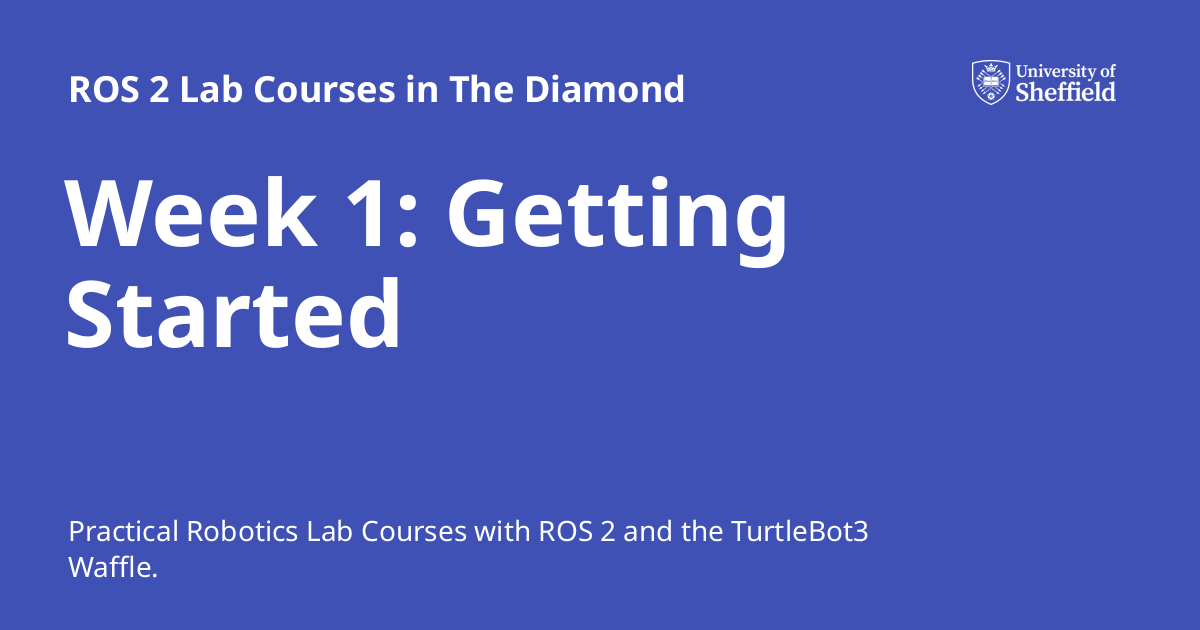 ROS 2 Lab Courses in The Diamond
University of
Sheffield
Week 1: Getting
Started
Practical Robotics Lab Courses with ROS 2 and the TurtleBot3
Waffle.